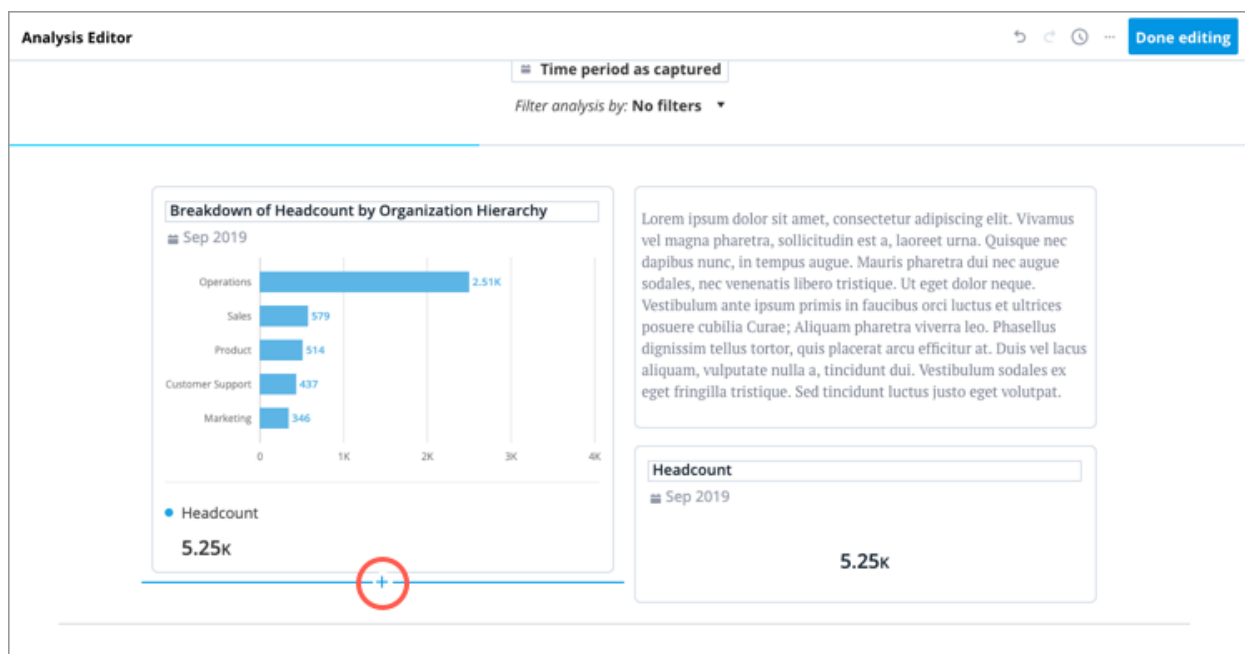 Analysis Editor
Done editing
Time period as captured
Filter analysis by: No filters
Breakdown of Headcount by Organization Hierarchy
Sep 2019
Operations 2.51K
Sales 579
Product 514
Customer Support 437
Marketing 346
0 1K 2K 3K 4K
Headcount
5.25K
Lorem ipsum dolor sit amet, consectetur adipiscing elit. Vivamus
vel magna pharetra, sollicitudin est a, laoreet urna. Quisque nec
dapibus nunc, in tempus augue. Mauris pharetra dui nec augue
sodales, nec venenatis libero tristique. Ut eget dolor neque.
Vestibulum ante ipsum primis in faucibus orci luctus et ultrices
posuere cubilia Curae; Aliquam pharetra viverra leo. Phasellus
dignissim tellus tortor, quis placerat arcu efficitur at. Duis vel lacus
aliquam, vulputate nulla a, tincidunt dui. Vestibulum sodales ex
eget fringilla tristique. Sed tincidunt luctus justo eget volutpat.
Headcount
Sep 2019
5.25K